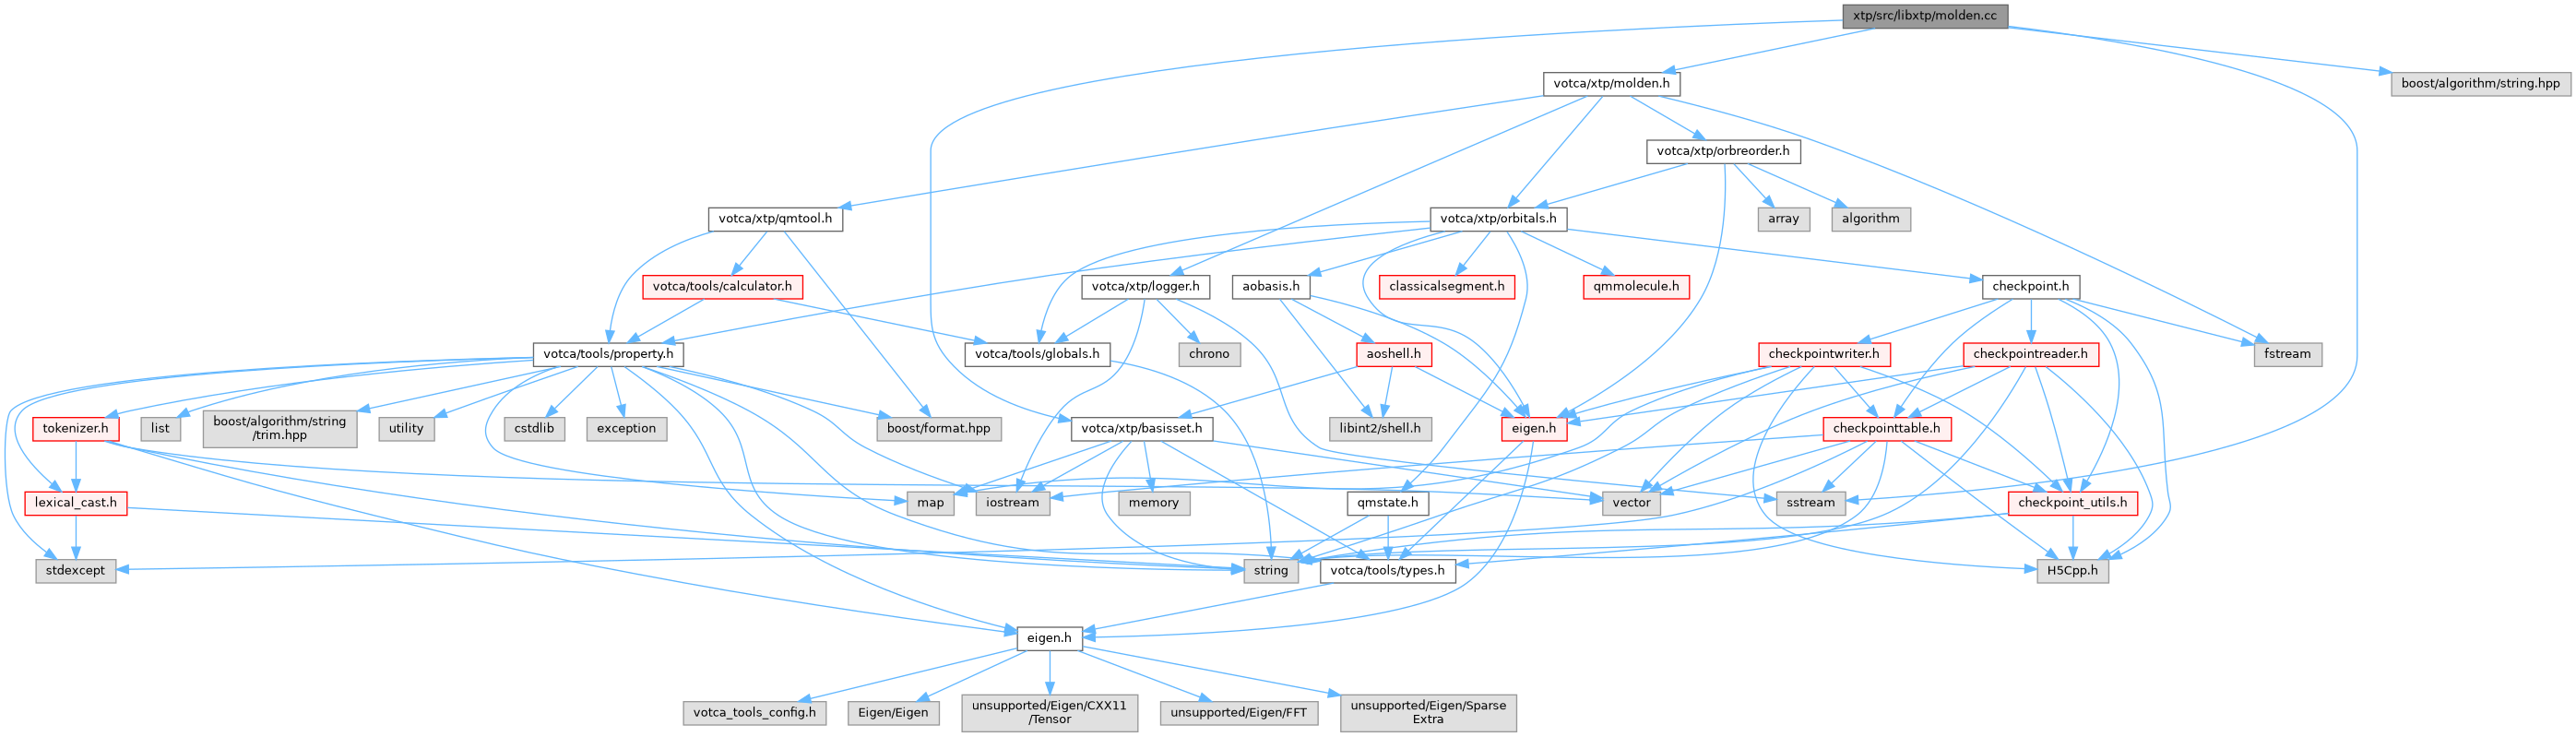 xtp/src/libxtp/molden.cc
votca/xtp/molden.h
boost/algorithm/string.hpp
votca/xtp/orbreorder.h
votca/xtp/qmtool.h
votca/xtp/orbitals.h
array
algorithm
votca/tools/calculator.h
votca/xtp/logger.h
aobasis.h
classicalsegment.h
qmmolecule.h
checkpoint.h
votca/tools/property.h
votca/tools/globals.h
chrono
aoshell.h
checkpointwriter.h
checkpointreader.h
fstream
tokenizer.h
list
boost/algorithm/string
/trim.hpp
utility
cstdlib
exception
boost/format.hpp
votca/xtp/basisset.h
libint2/shell.h
eigen.h
checkpointtable.h
lexical_cast.h
map
iostream
memory
qmstate.h
vector
sstream
checkpoint_utils.h
stdexcept
string
votca/tools/types.h
H5Cpp.h
eigen.h
votca_tools_config.h
Eigen/Eigen
unsupported/Eigen/CXX11
/Tensor
unsupported/Eigen/FFT
unsupported/Eigen/Sparse
Extra